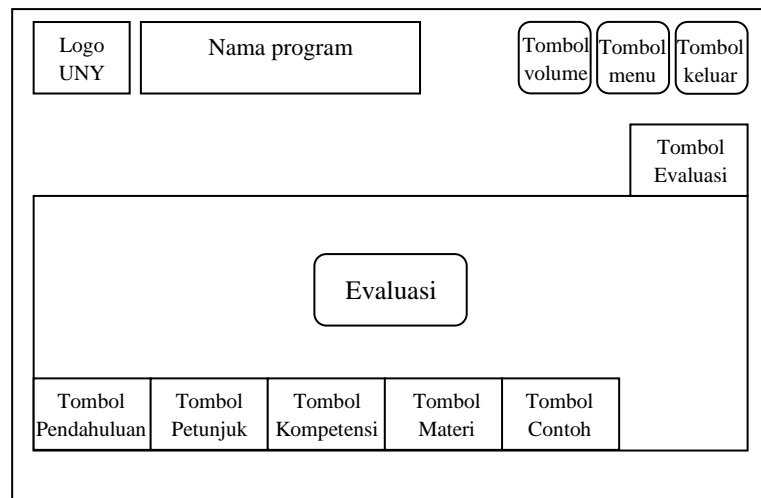 Logo
UNY
Nama program
Tombol
volume
Tombol
menu
Tombol
keluar
Tombol
Evaluasi
Evaluasi
Tombol
Pendahuluan
Tombol
Petunjuk
Tombol
Kompetensi
Tombol
Materi
Tombol
Contoh